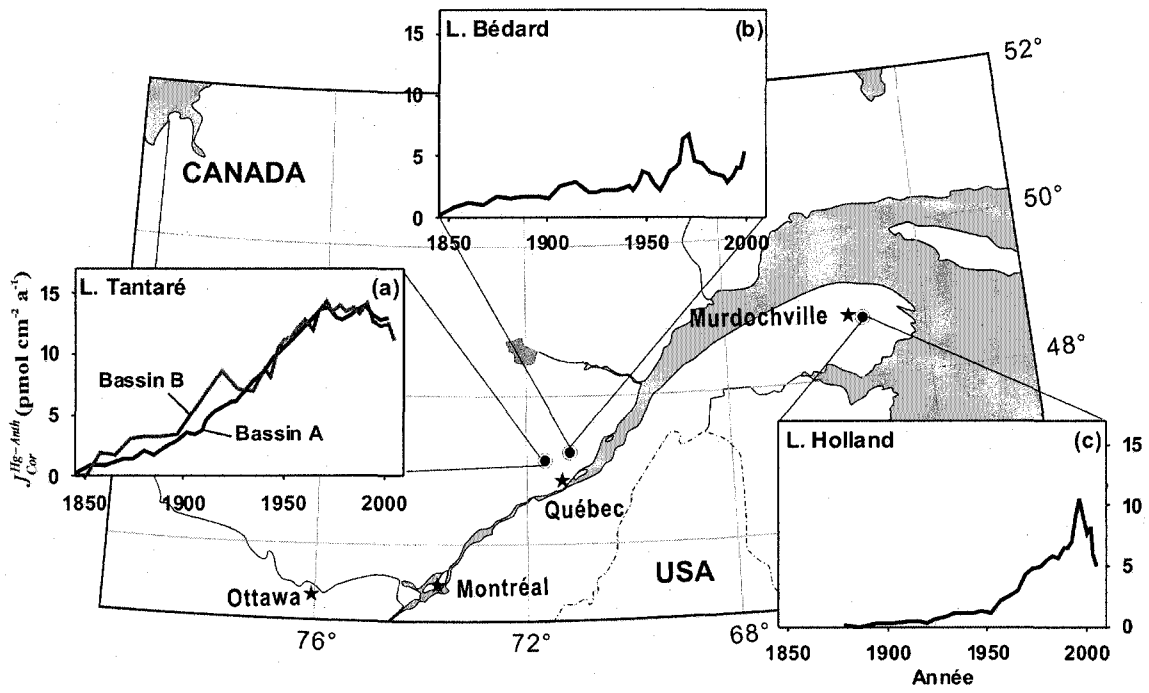 15
L. Bédard (b)
10
5
0
1850 1900 1950 2000
52°
50°
48°
CANADA
L. Tantaré (a)
15
10
5
0
Bassin B
Bassin A
1850 1900 1950 2000
J Hg-Anth Cor (pmol cm-2 a-1)
Murdochville
L. Holland (c)
15
10
5
0
1850 1900 1950 2000
Année
Québec
Montréal
Ottawa
USA
76° 72° 68°